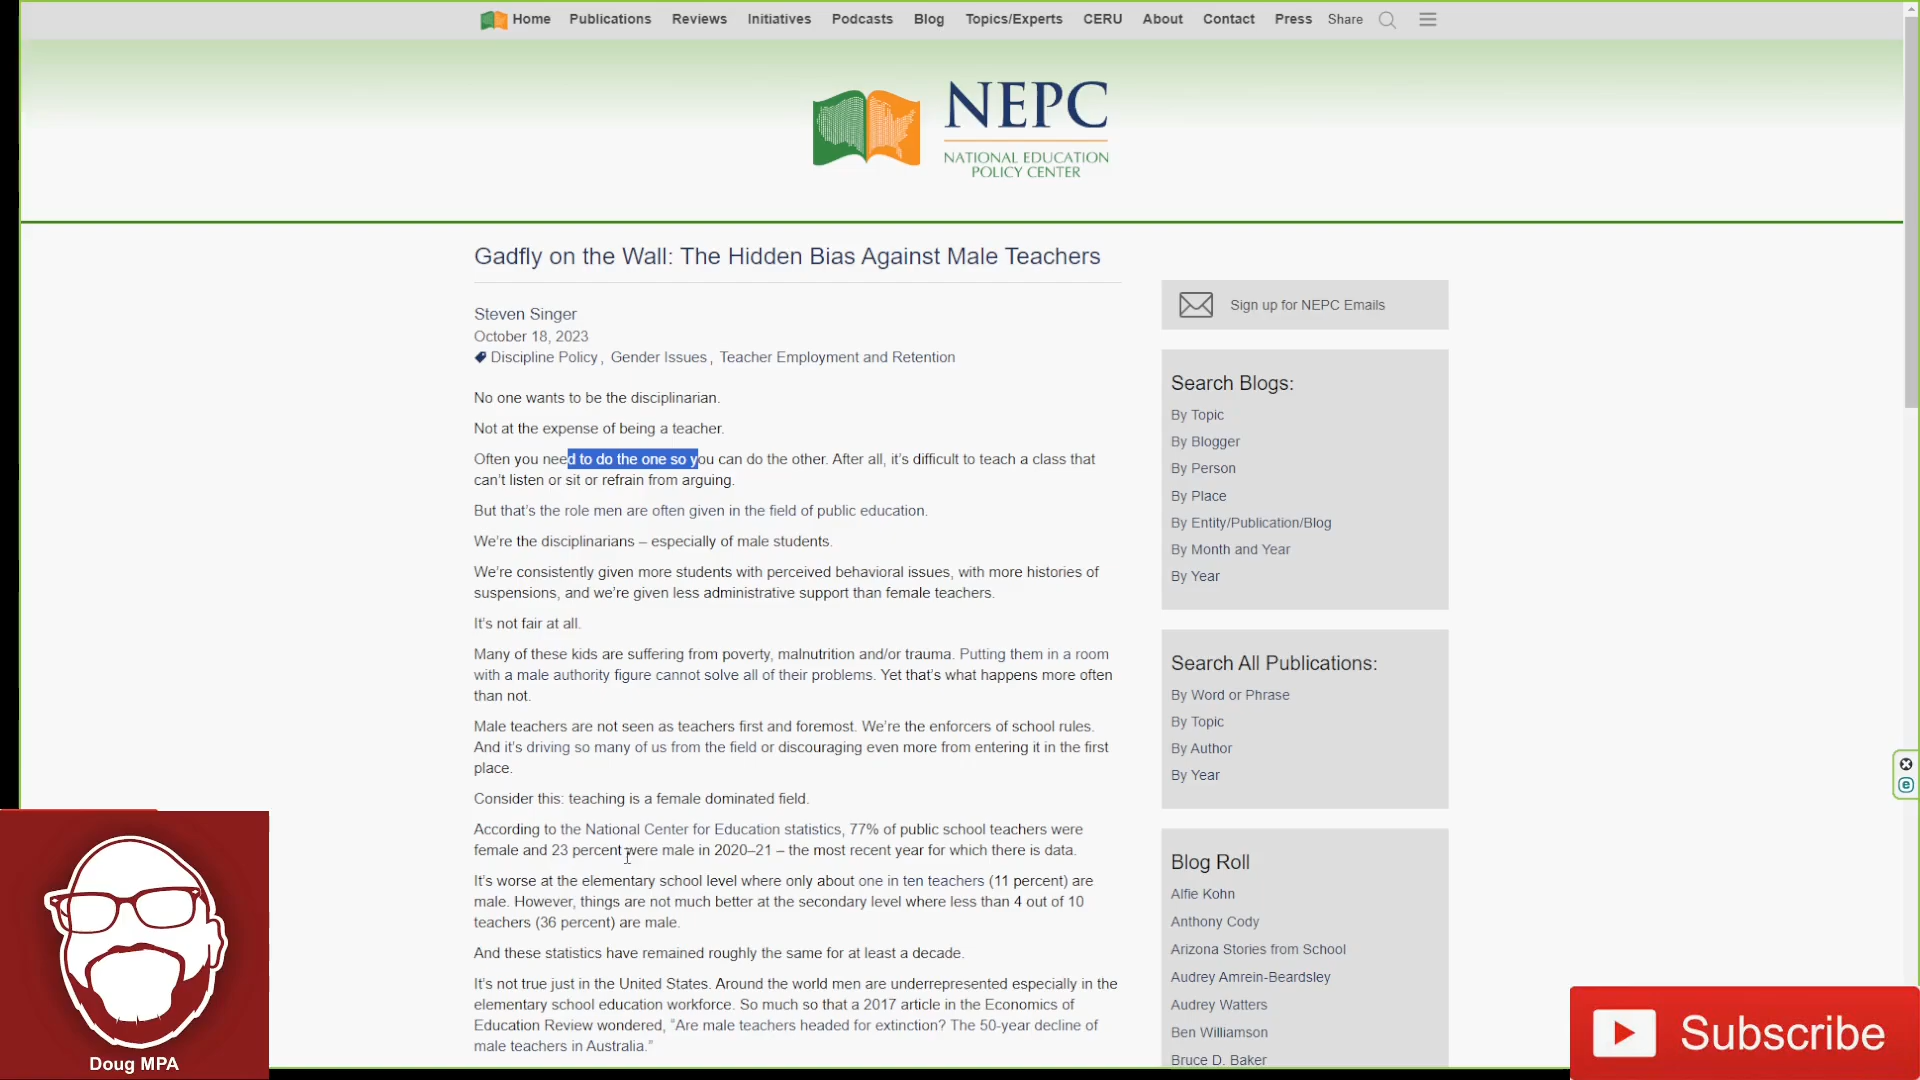 Home Publications Reviews Initiatives Podcasts Blog Topics/Experts CERU About Contact Press Share
NEPC
NATIONAL EDUCATION
POLICY CENTER
Gadfly on the Wall: The Hidden Bias Against Male Teachers
Steven Singer
October 18, 2023
Discipline Policy, Gender Issues, Teacher Employment and Retention
No one wants to be the disciplinarian.
Not at the expense of being a teacher.
Often you need to do the one so you can do the other. After all, it's difficult to teach a class that
can't listen or sit or refrain from arguing.
But that's the role men are often given in the field of public education.
We're the disciplinarians – especially of male students.
We're consistently given more students with perceived behavioral issues, with more histories of
suspensions, and we're given less administrative support than female teachers.
It's not fair at all.
Many of these kids are suffering from poverty, malnutrition and/or trauma. Putting them in a room
with a male authority figure cannot solve all of their problems. Yet that's what happens more often
than not.
Male teachers are not seen as teachers first and foremost. We're the enforcers of school rules.
And it's driving so many of us from the field or discouraging even more from entering it in the first
place.
Consider this: teaching is a female dominated field.
According to the National Center for Education statistics, 77% of public school teachers were
female and 23 percent were male in 2020–21 – the most recent year for which there is data.
It's worse at the elementary school level where only about one in ten teachers (11 percent) are
male. However, things are not much better at the secondary level where less than 4 out of 10
teachers (36 percent) are male.
And these statistics have remained roughly the same for at least a decade.
It's not true just in the United States. Around the world men are underrepresented especially in the
elementary school education workforce. So much so that a 2017 article in the Economics of
Education Review wondered, "Are male teachers headed for extinction? The 50-year decline of
male teachers in Australia."
Sign up for NEPC Emails
Search Blogs:
By Topic
By Blogger
By Person
By Place
By Entity/Publication/Blog
By Month and Year
By Year
Search All Publications:
By Word or Phrase
By Topic
By Author
By Year
Blog Roll
Alfie Kohn
Anthony Cody
Arizona Stories from School
Audrey Amrein-Beardsley
Audrey Watters
Ben Williamson
Bruce D. Baker
Doug MPA
Subscribe